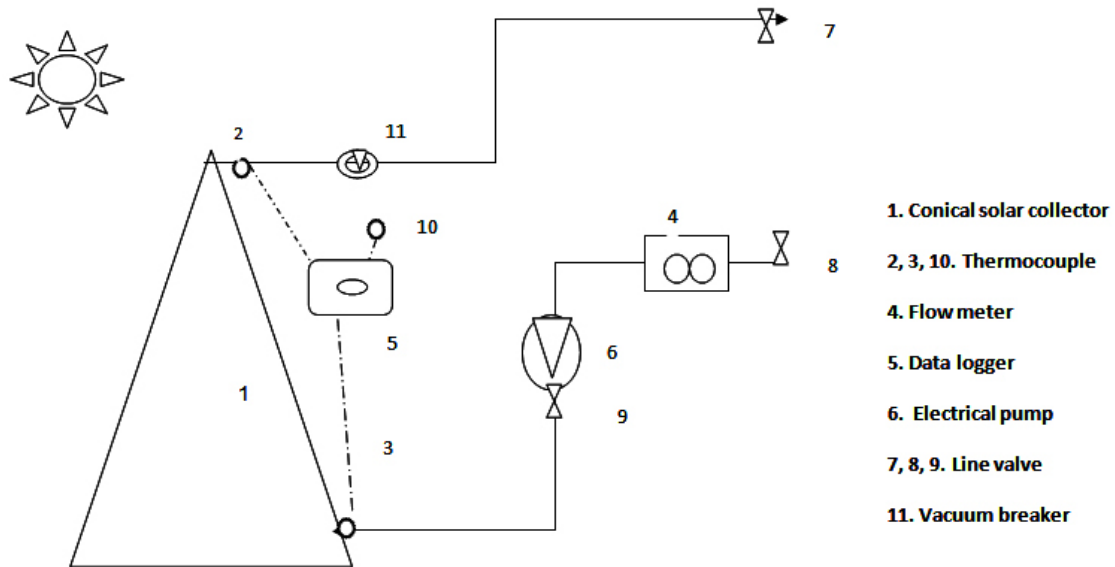 7
2
11
10
4
8
5
6
1
9
3
1. Conical solar collector
2, 3, 10. Thermocouple
4. Flow meter
5. Data logger
6. Electrical pump
7, 8, 9. Line valve
11. Vacuum breaker